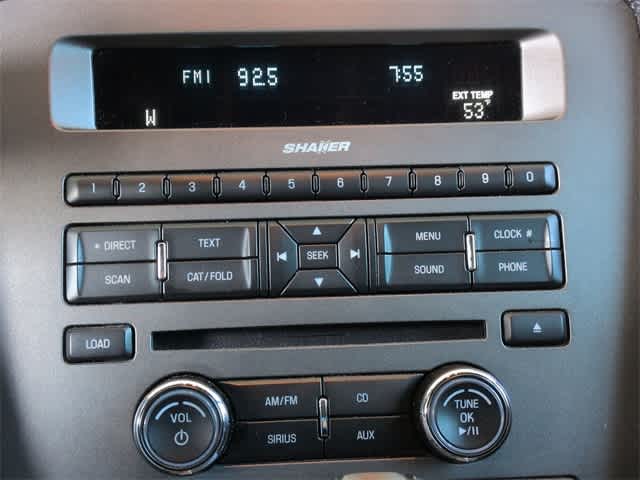 FM1 92.5 7:55
EXT TEMP
W 53°F
SHAKER
1 2 3 4 5 6 7 8 9 0
* DIRECT TEXT MENU CLOCK #
SEEK
SCAN CAT/FOLD SOUND PHONE
LOAD
AM/FM CD
VOL TUNE
OK
SIRIUS AUX